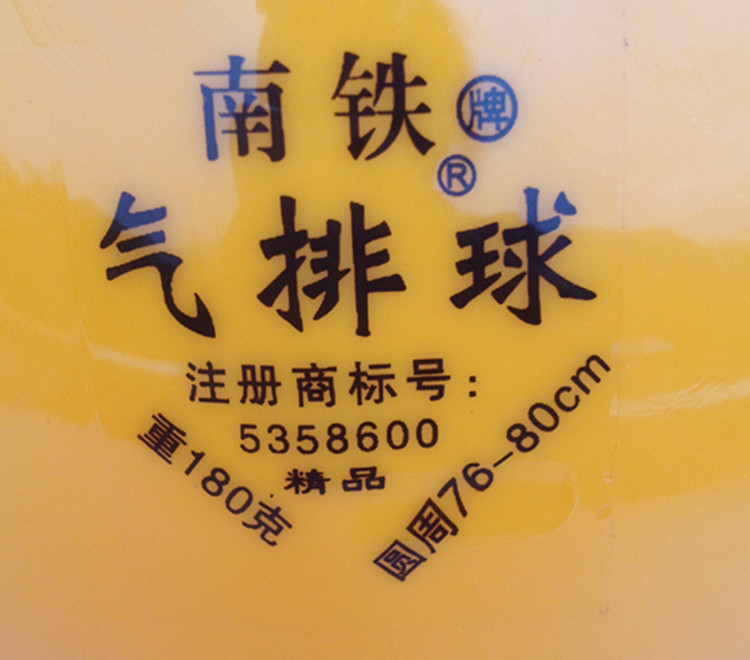 南铁牌
®
气排球
注册商标号：
5358600
精品
重180克
圆周76-80cm